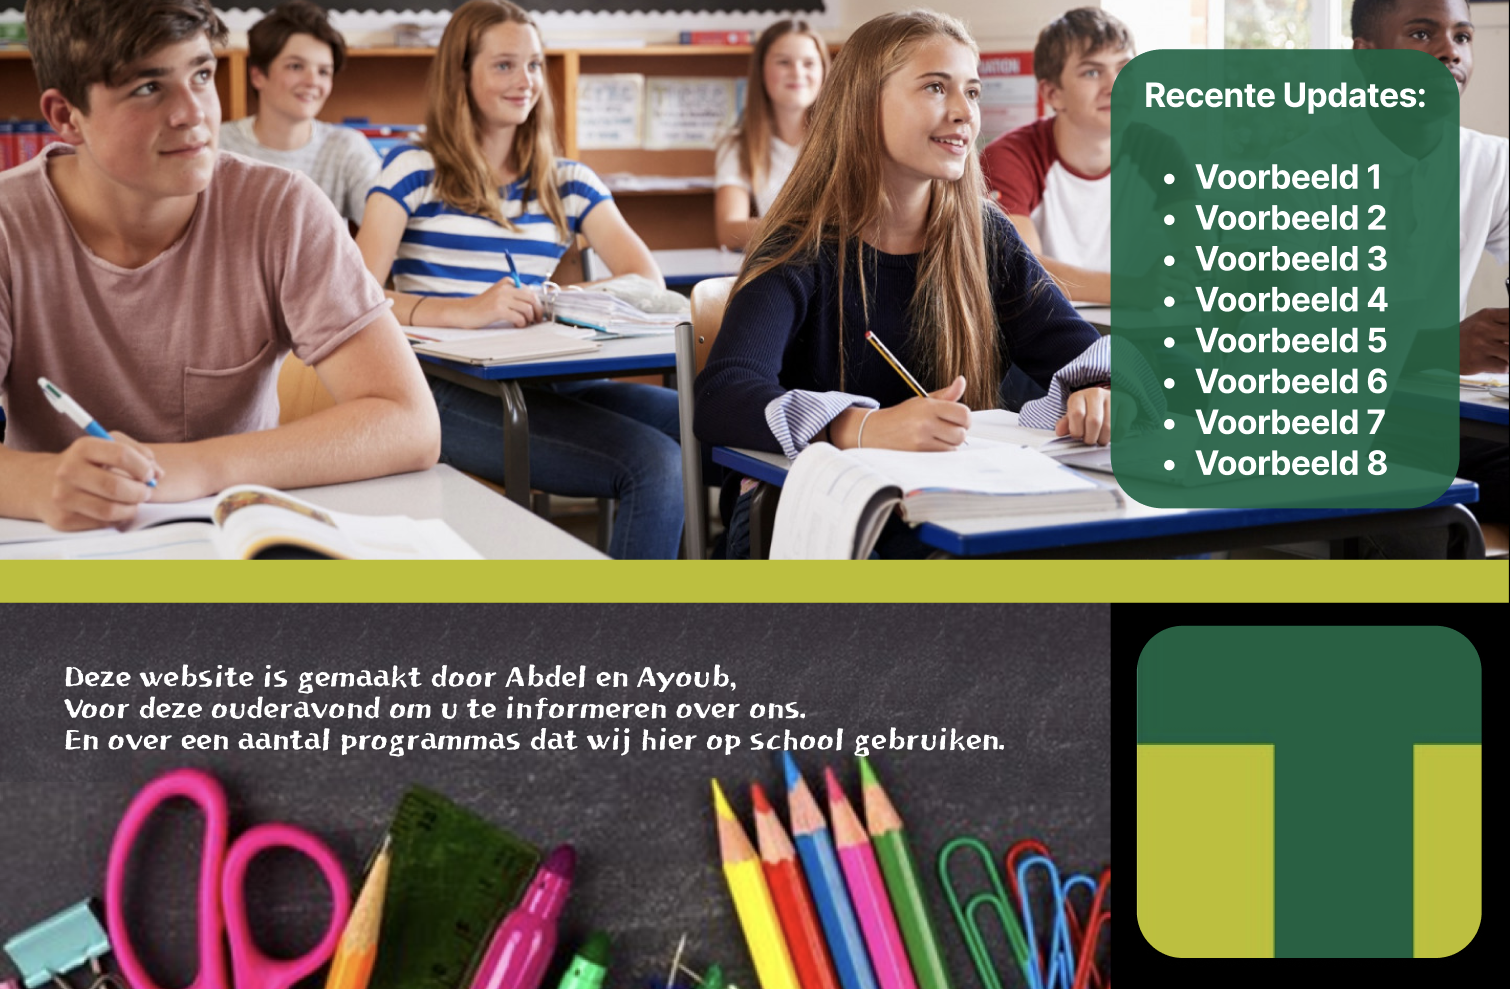 Recente Updates:
Voorbeeld 1
Voorbeeld 2
Voorbeeld 3
Voorbeeld 4
Voorbeeld 5
Voorbeeld 6
Voorbeeld 7
Voorbeeld 8
Deze website is gemaakt door Abdel en Ayoub,
Voor deze ouderavond om u te informeren over ons.
En over een aantal programmas dat wij hier op school gebruiken.